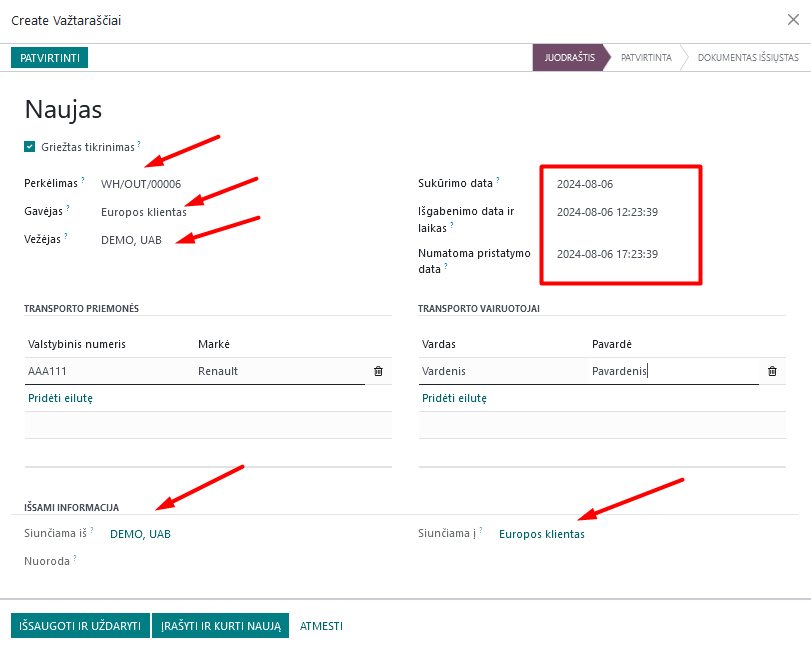 Create Važtaraščiai
PATVIRTINTI
JUODRAŠTIS
PATVIRTINTA
DOKUMENTAS IŠSIŲSTAS
Naujas
Griežtas tikrinimas ?
Perkėlimas ? WH/OUT/00006
Gavėjas ? Europos klientas
Vežėjas ? DEMO, UAB
Sukūrimo data ? 2024-08-06
Išgabenimo data ir 2024-08-06 12:23:39
laikas ?
Numatoma pristatymo 2024-08-06 17:23:39
data ?
TRANSPORTO PRIEMONĖS
Valstybinis numeris Markė
AAA111 Renault
Pridėti eilutę
TRANSPORTO VAIRUOTOJAI
Vardas Pavardė
Vardenis Pavardenis
Pridėti eilutę
IŠSAMI INFORMACIJA
Siunčiama iš ? DEMO, UAB
Siunčiama į ? Europos klientas
Nuoroda ?
IŠSAUGOTI IR UŽDARYTI
ĮRAŠYTI IR KURTI NAUJĄ
ATMESTI